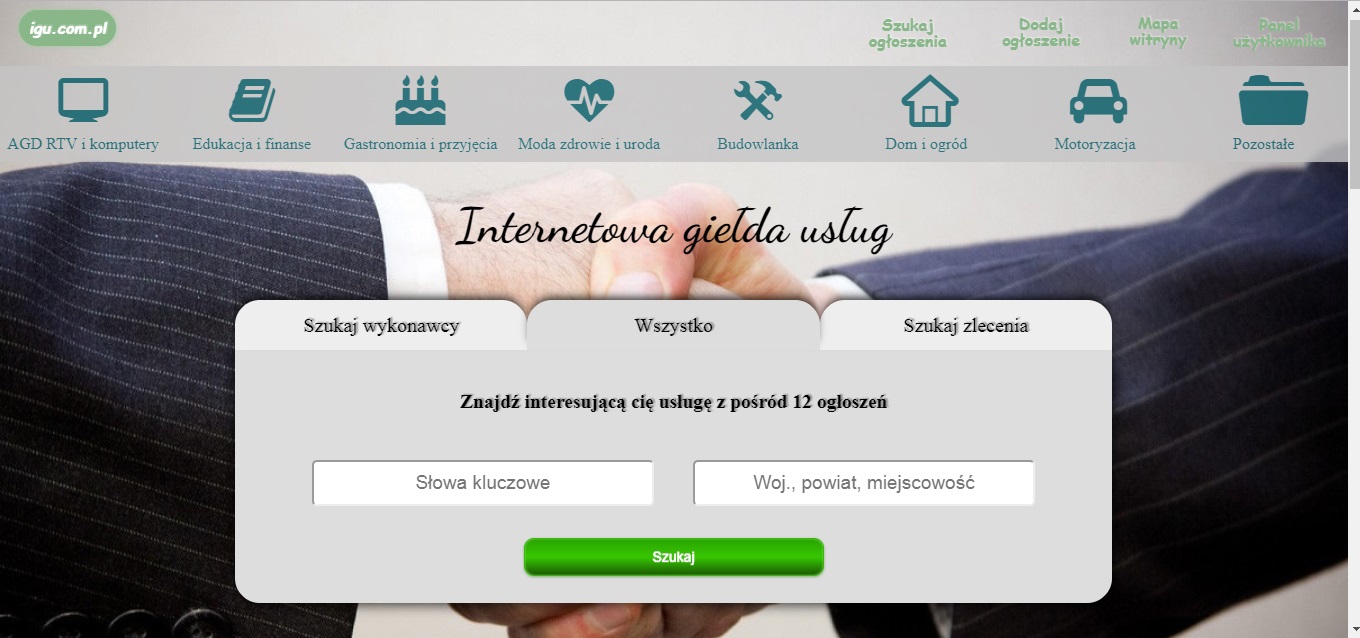 igu.com.pl
Szukaj
ogłoszenia
Dodaj
ogłoszenie
Mapa
witryny
Panel
użytkownika
AGD RTV i komputery
Edukacja i finanse
Gastronomia i przyjęcia
Moda zdrowie i uroda
Budowlanka
Dom i ogród
Motoryzacja
Pozostałe
Internetowa giełda usług
Szukaj wykonawcy
Wszystko
Szukaj zlecenia
Znajdź interesującą cię usługę z pośród 12 ogłoszeń
Słowa kluczowe
Woj., powiat, miejscowość
Szukaj